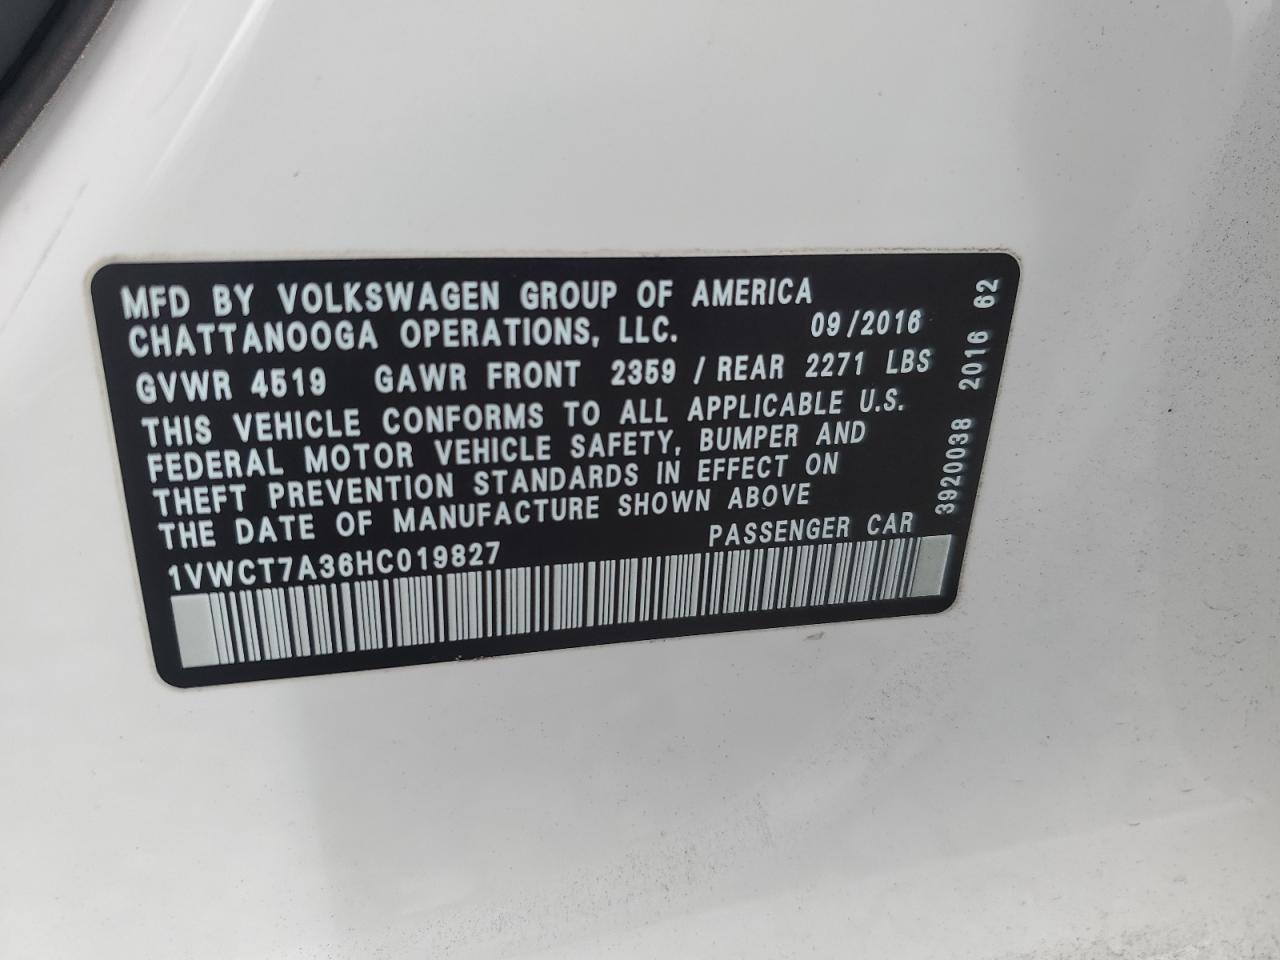 MFD BY VOLKSWAGEN GROUP OF AMERICA
CHATTANOOGA OPERATIONS, LLC. 09/2016
GVWR 4519 GAWR FRONT 2359 / REAR 2271 LBS
THIS VEHICLE CONFORMS TO ALL APPLICABLE U.S.
FEDERAL MOTOR VEHICLE SAFETY, BUMPER AND
THEFT PREVENTION STANDARDS IN EFFECT ON
THE DATE OF MANUFACTURE SHOWN ABOVE
1VWCT7A36HC019827 PASSENGER CAR
3920038 2016 62